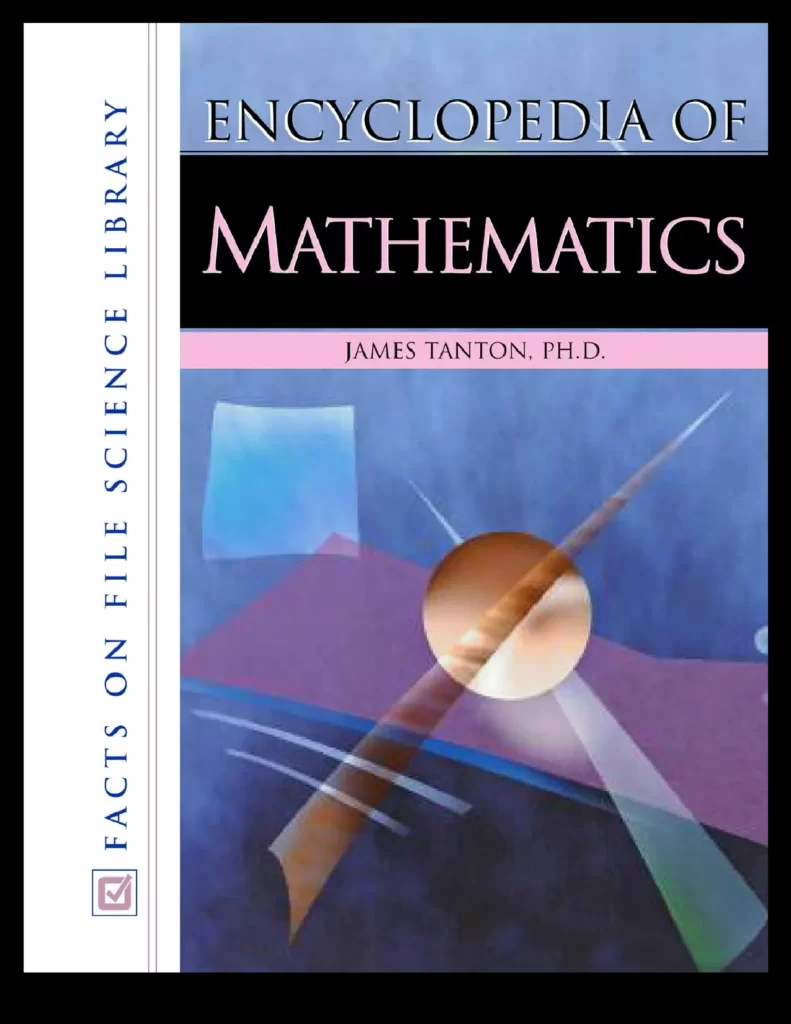 ENCYCLOPEDIA OF
MATHEMATICS
JAMES TANTON, PH.D.
FACTS ON FILE SCIENCE LIBRARY